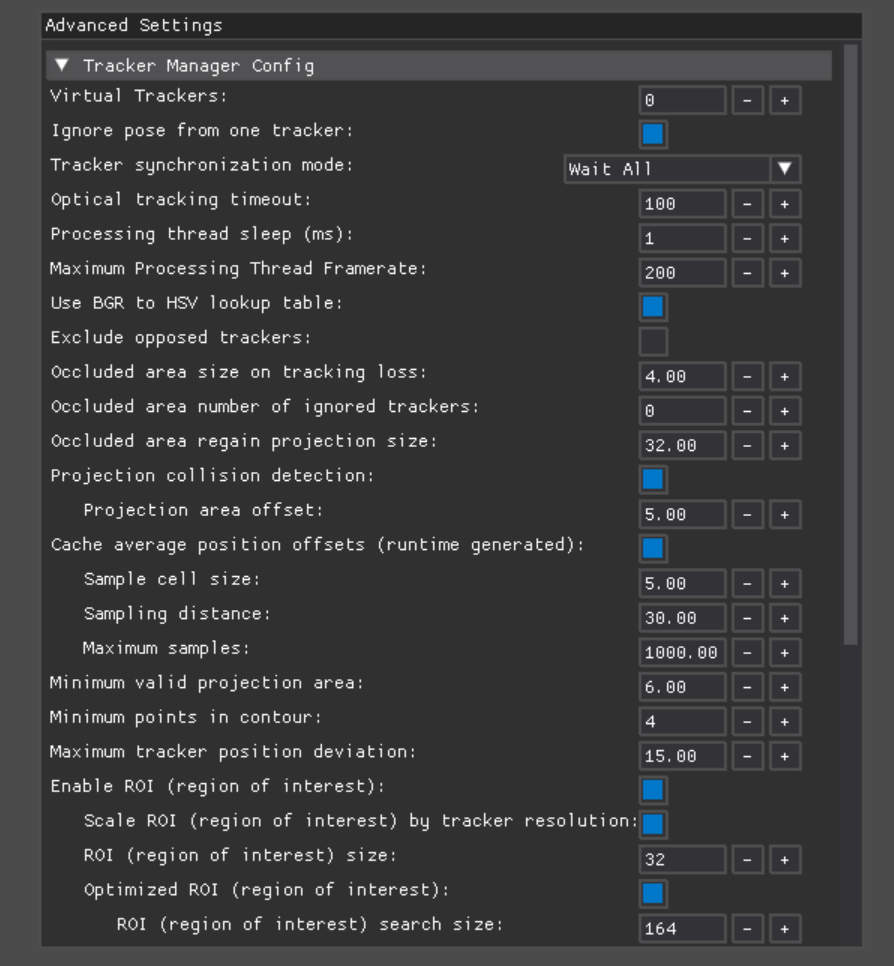 Advanced Settings
▼ Tracker Manager Config
Virtual Trackers: 0 - +
Ignore pose from one tracker:
Tracker synchronization mode: Wait All ▼
Optical tracking timeout: 100 - +
Processing thread sleep (ms): 1 - +
Maximum Processing Thread Framerate: 200 - +
Use BGR to HSV lookup table:
Exclude opposed trackers:
Occluded area size on tracking loss: 4.00 - +
Occluded area number of ignored trackers: 0 - +
Occluded area regain projection size: 32.00 - +
Projection collision detection:
Projection area offset: 5.00 - +
Cache average position offsets (runtime generated):
Sample cell size: 5.00 - +
Sampling distance: 30.00 - +
Maximum samples: 1000.00 - +
Minimum valid projection area: 6.00 - +
Minimum points in contour: 4 - +
Maximum tracker position deviation: 15.00 - +
Enable ROI (region of interest):
Scale ROI (region of interest) by tracker resolution:
ROI (region of interest) size: 32 - +
Optimized ROI (region of interest):
ROI (region of interest) search size: 164 - +